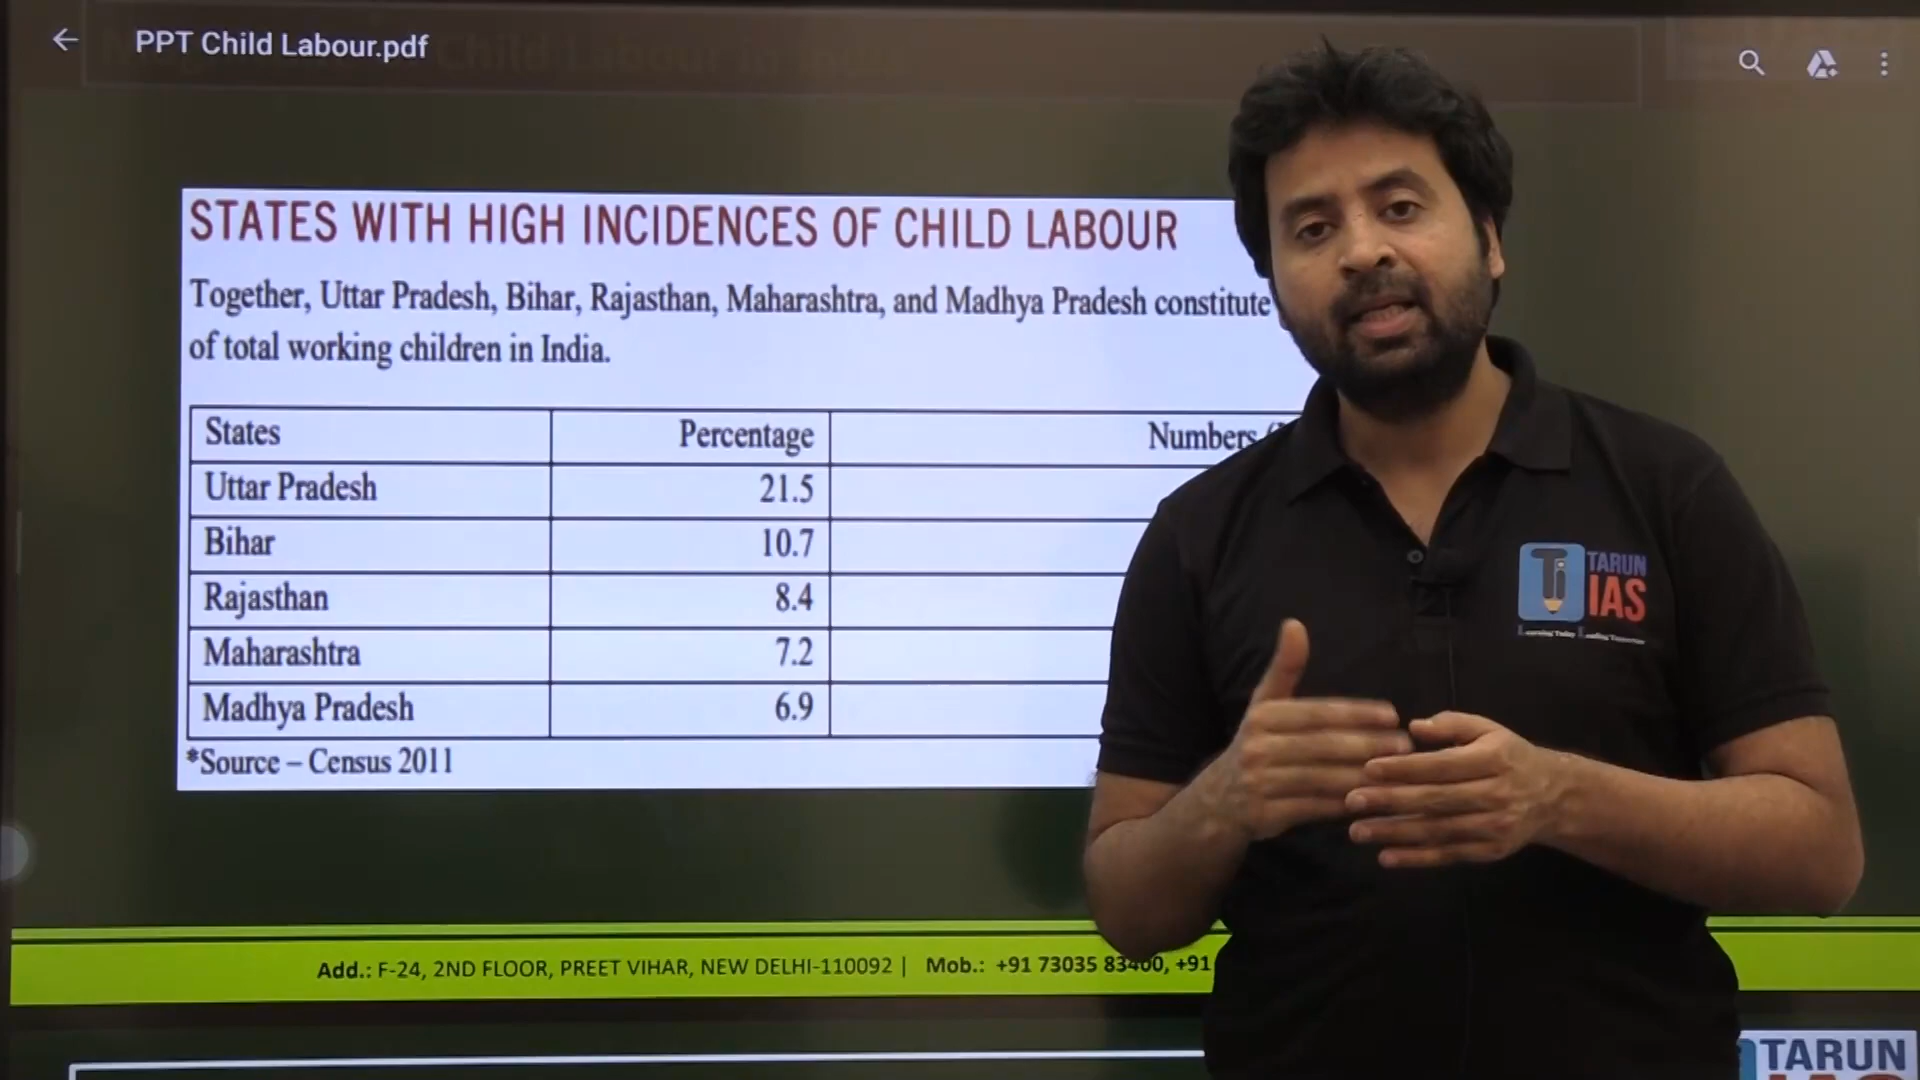 PPT Child Labour.pdf
STATES WITH HIGH INCIDENCES OF CHILD LABOUR
Together, Uttar Pradesh, Bihar, Rajasthan, Maharashtra, and Madhya Pradesh constitute
of total working children in India.
States Percentage Numbers
Uttar Pradesh 21.5
Bihar 10.7
Rajasthan 8.4
Maharashtra 7.2
Madhya Pradesh 6.9
*Source – Census 2011
TARUN
IAS
Add.: F-24, 2ND FLOOR, PREET VIHAR, NEW DELHI-110092 | Mob.: +91 73035 83400, +91
TARUN